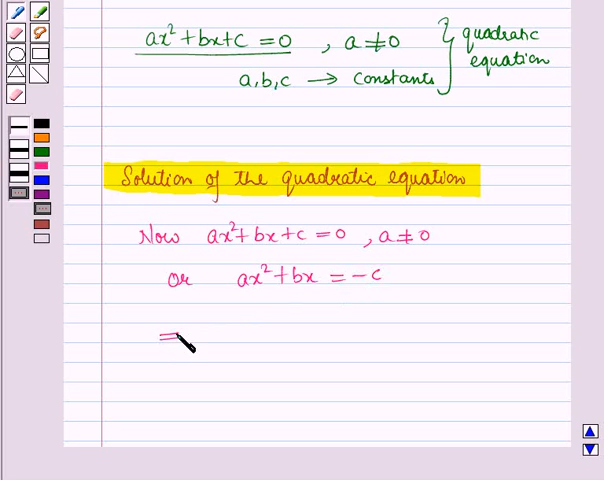 ax² + bx + c = 0 , a ≠ 0 } quadratic
equation
a, b, c → constants
Solution of the quadratic equation
Now ax² + bx + c = 0 , a ≠ 0
Or ax² + bx = -c
=